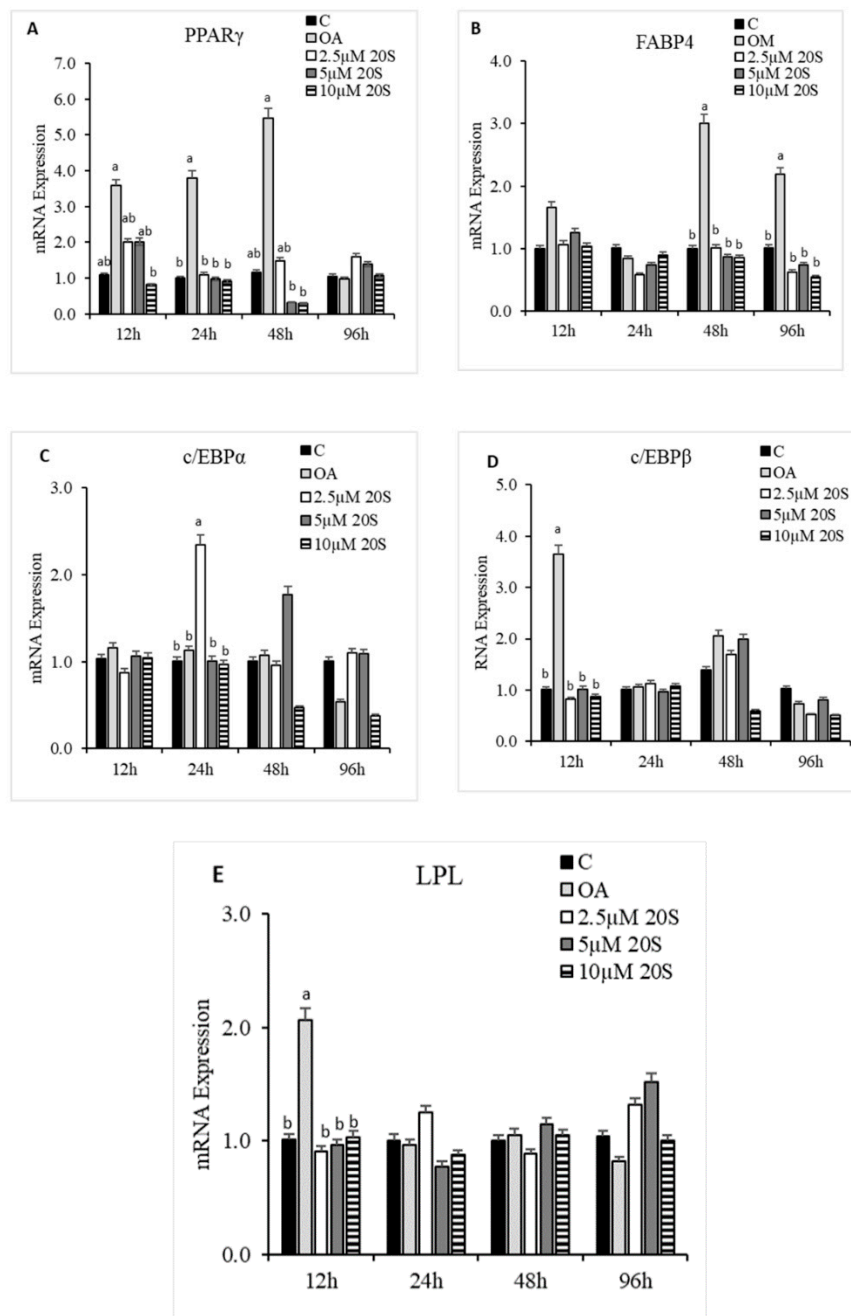 A
PPARγ
C
OA
2.5µM 20S
5µM 20S
10µM 20S
mRNA Expression
7.0
6.0
5.0
4.0
3.0
2.0
1.0
0.0
ab a ab ab b
b a b b b
ab a ab b b
12h 24h 48h 96h
B
FABP4
C
OM
2.5µM 20S
5µM 20S
10µM 20S
mRNA Expression
4.0
3.0
2.0
1.0
0.0
b a b b b
b a b b b
12h 24h 48h 96h
C
c/EBPα
C
OA
2.5µM 20S
5µM 20S
10µM 20S
mRNA Expression
3.0
2.0
1.0
0.0
b b a b b
12h 24h 48h 96h
D
c/EBPβ
C
OA
2.5µM 20S
5µM 20S
10µM 20S
RNA Expression
5.0
4.0
3.0
2.0
1.0
0.0
b a b b b
12h 24h 48h 96h
E
LPL
C
OA
2.5µM 20S
5µM 20S
10µM 20S
mRNA Expression
3.0
2.0
1.0
0.0
b a b b b
12h 24h 48h 96h